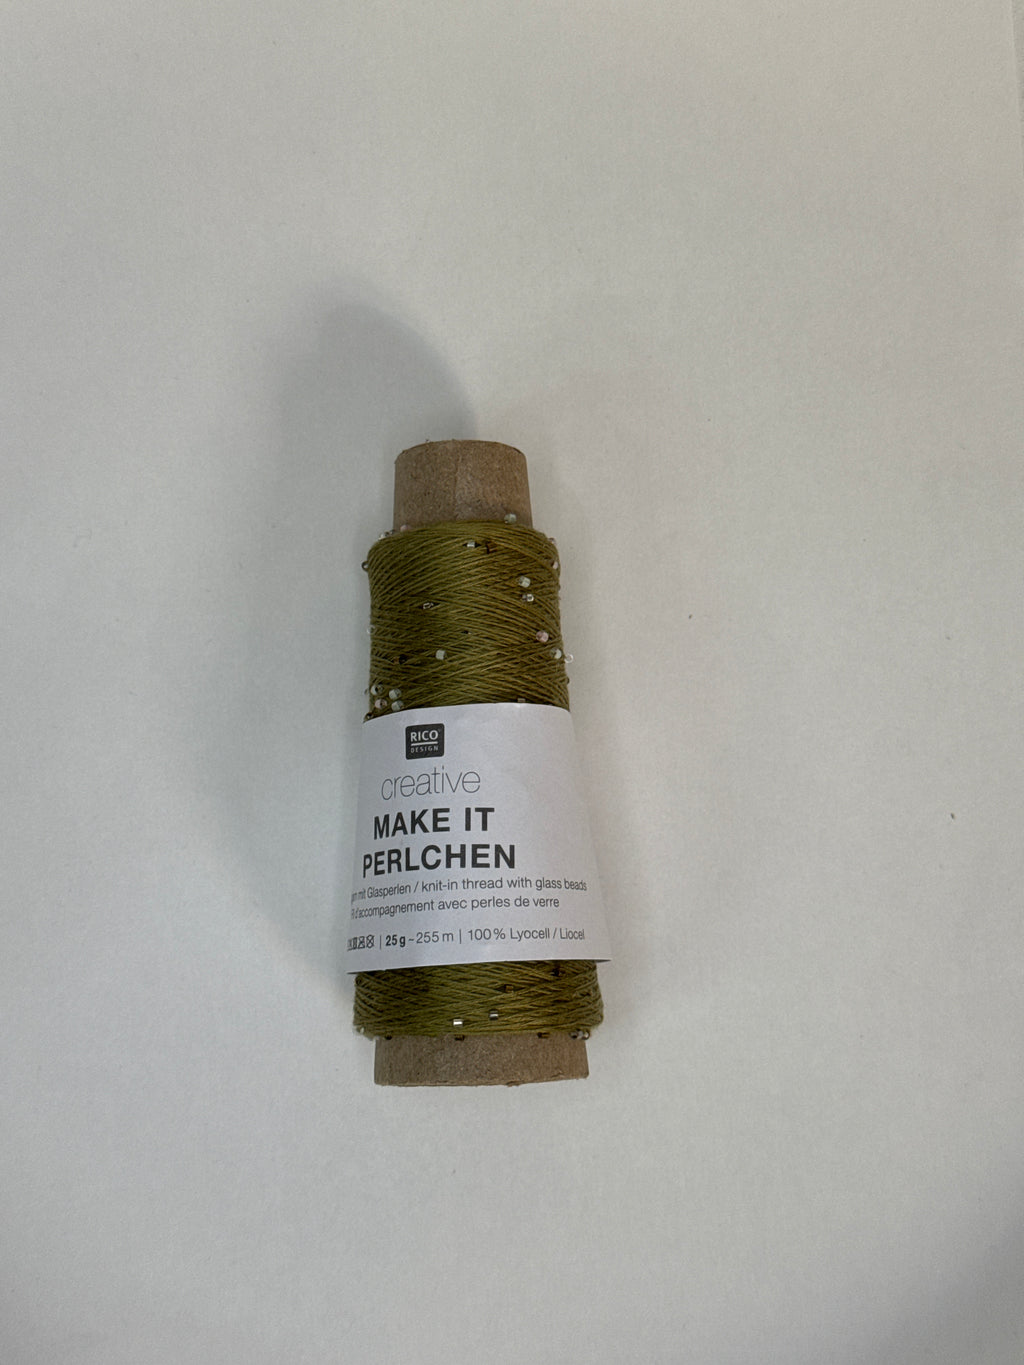 RICO
DESIGN
creative
MAKE IT
PERLCHEN
mit Glasperlen / knit-in thread with glass beads
d'accompagnement avec perles de verre
25 g ~ 255 m | 100 % Lyocell / Liocel